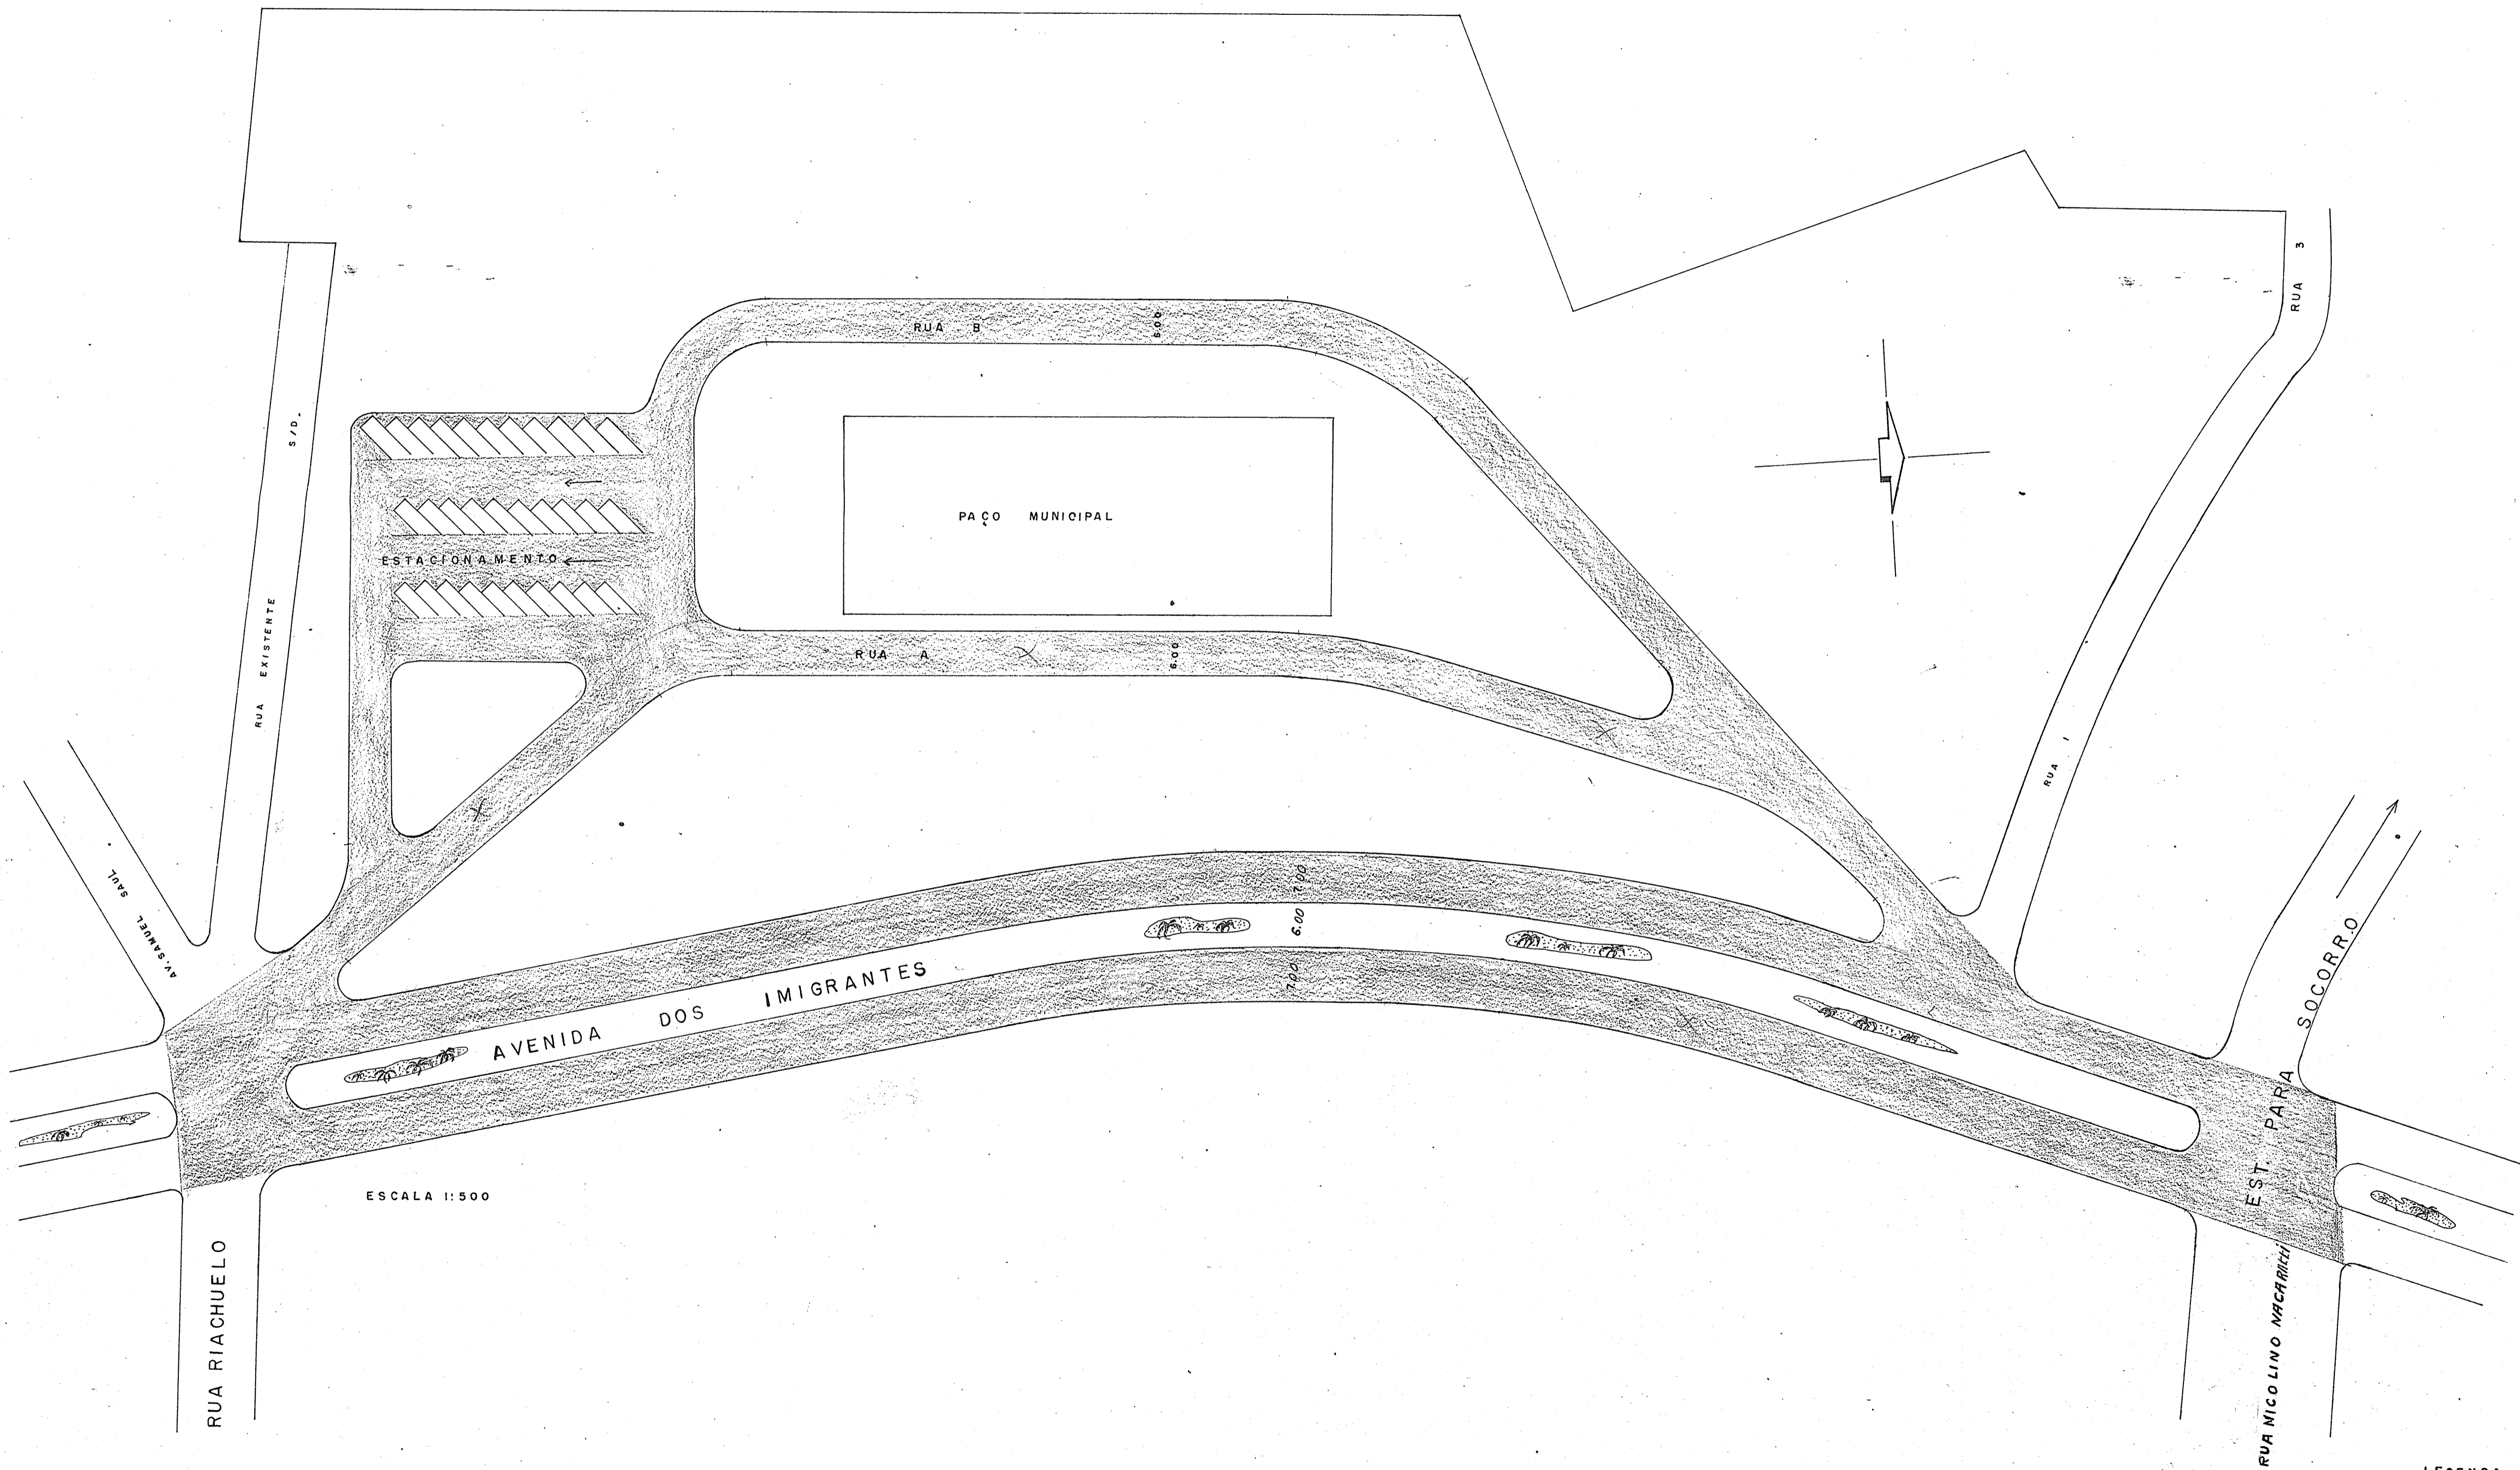 RUA 3
RUA B
6.00
S/D.
PAÇO MUNICIPAL
ESTACIONAMENTO
RUA EXISTENTE
RUA A
6.00
RUA 1
AV. SAMUEL SAUL
7.00
6.00
7.00
AVENIDA DOS IMIGRANTES
EST. PARA SOCORRO
ESCALA 1:500
RUA RIACHUELO
RUA NICOLINO NACARATTI